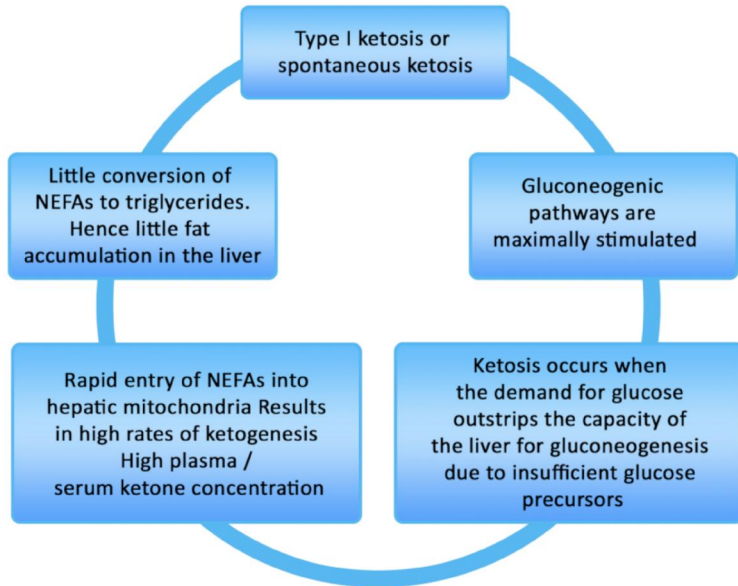 Type I ketosis or
spontaneous ketosis
Gluconeogenic
pathways are
maximally stimulated
Ketosis occurs when
the demand for glucose
outstrips the capacity of
the liver for gluconeogenesis
due to insufficient glucose
precursors
Rapid entry of NEFAs into
hepatic mitochondria Results
in high rates of ketogenesis
High plasma /
serum ketone concentration
Little conversion of
NEFAs to triglycerides.
Hence little fat
accumulation in the liver